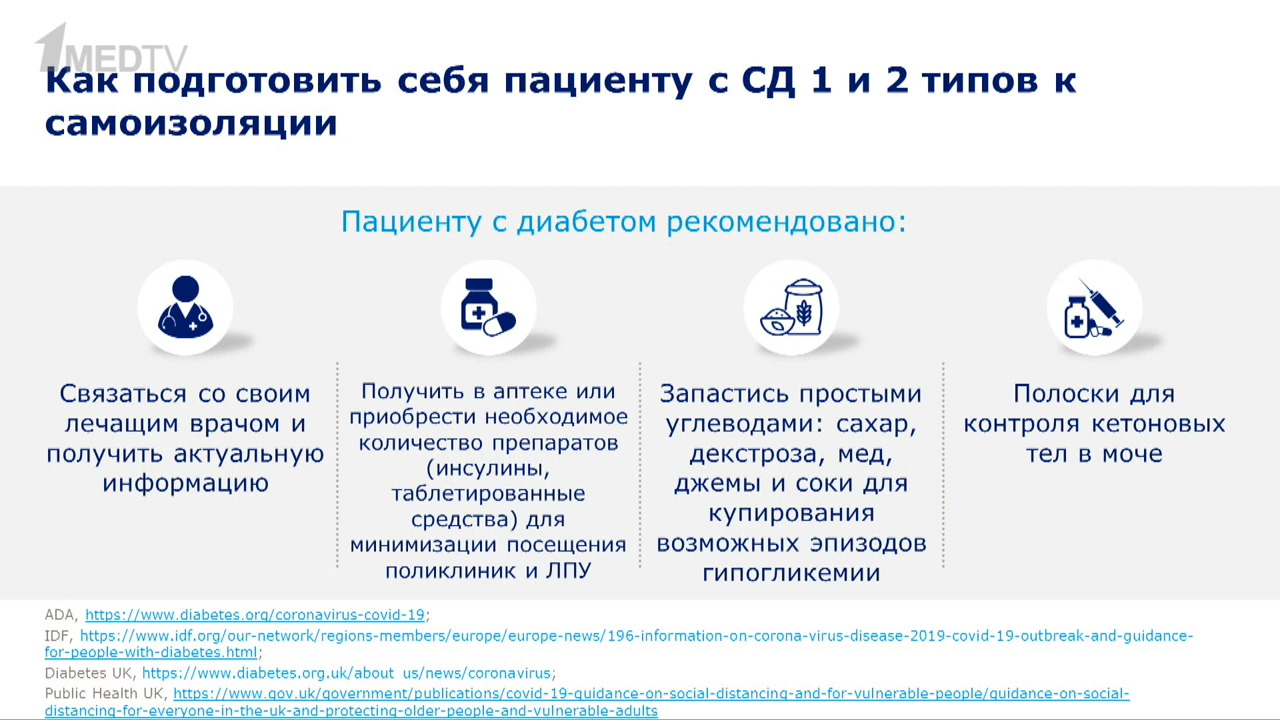 1MEDTV
Как подготовить себя пациенту с СД 1 и 2 типов к
самоизоляции
Пациенту с диабетом рекомендовано:
Связаться со своим
лечащим врачом и
получить актуальную
информацию
Получить в аптеке или
приобрести необходимое
количество препаратов
(инсулины,
таблетированные
средства) для
минимизации посещения
поликлиник и ЛПУ
Запастись простыми
углеводами: сахар,
декстроза, мед,
джемы и соки для
купирования
возможных эпизодов
гипогликемии
Полоски для
контроля кетоновых
тел в моче
ADA, https://www.diabetes.org/coronavirus-covid-19;
IDF, https://www.idf.org/our-network/regions-members/europe/europe-news/196-information-on-corona-virus-disease-2019-covid-19-outbreak-and-guidance-
for-people-with-diabetes.html;
Diabetes UK, https://www.diabetes.org.uk/about_us/news/coronavirus;
Public Health UK, https://www.gov.uk/government/publications/covid-19-guidance-on-social-distancing-and-for-vulnerable-people/guidance-on-social-
distancing-for-everyone-in-the-uk-and-protecting-older-people-and-vulnerable-adults